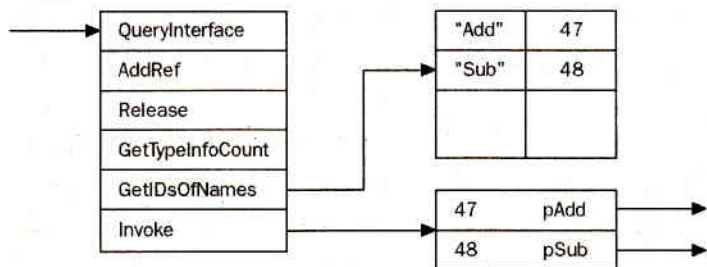 QueryInterface
AddRef
Release
GetTypeInfoCount
GetIDsOfNames
Invoke
"Add" 47
"Sub" 48
47 pAdd
48 pSub